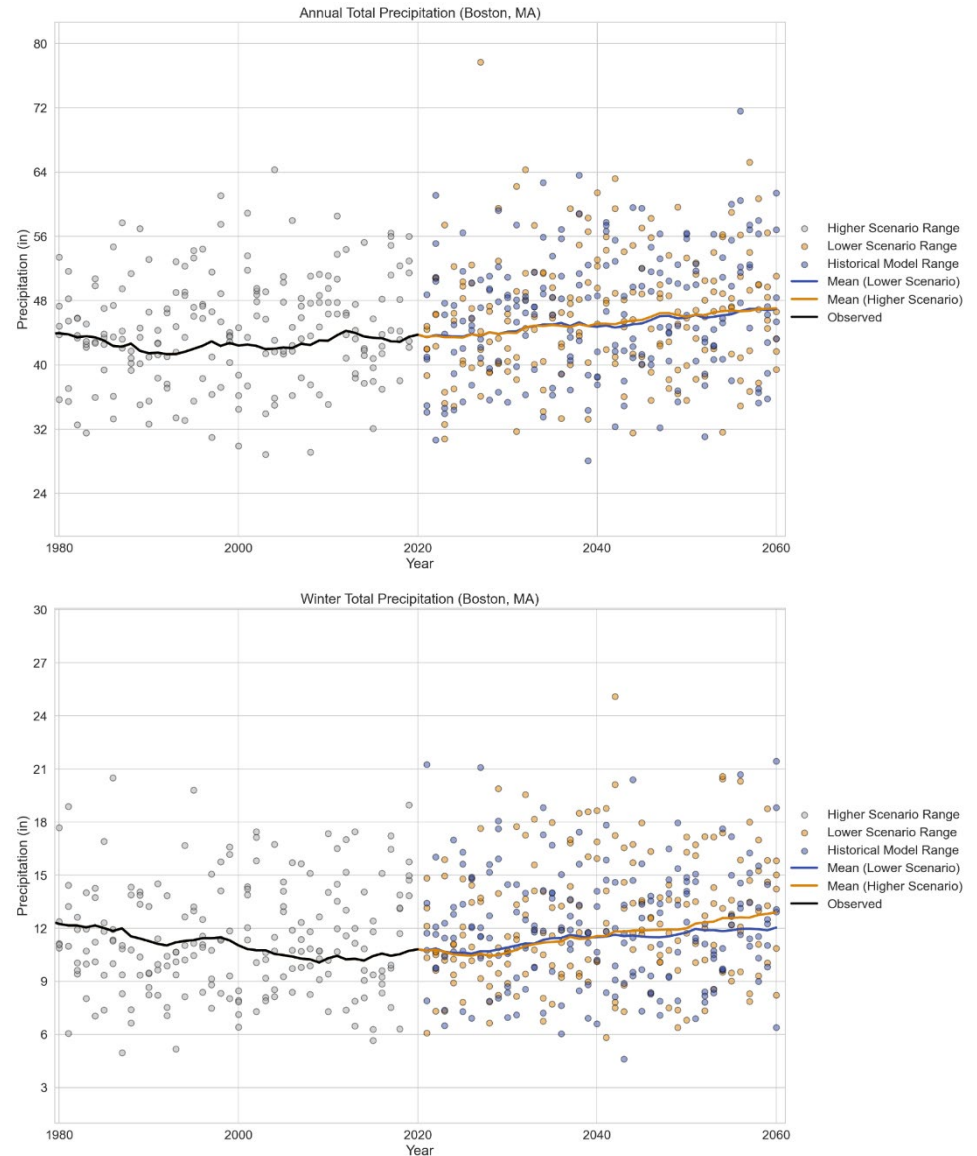 Annual Total Precipitation (Boston, MA)
80
72
64
56
48
40
32
24
Precipitation (in)
1980
2000
2020
2040
2060
Year
Higher Scenario Range
Lower Scenario Range
Historical Model Range
Mean (Lower Scenario)
Mean (Higher Scenario)
Observed
Winter Total Precipitation (Boston, MA)
30
27
24
21
18
15
12
9
6
3
Precipitation (in)
1980
2000
2020
2040
2060
Year
Higher Scenario Range
Lower Scenario Range
Historical Model Range
Mean (Lower Scenario)
Mean (Higher Scenario)
Observed